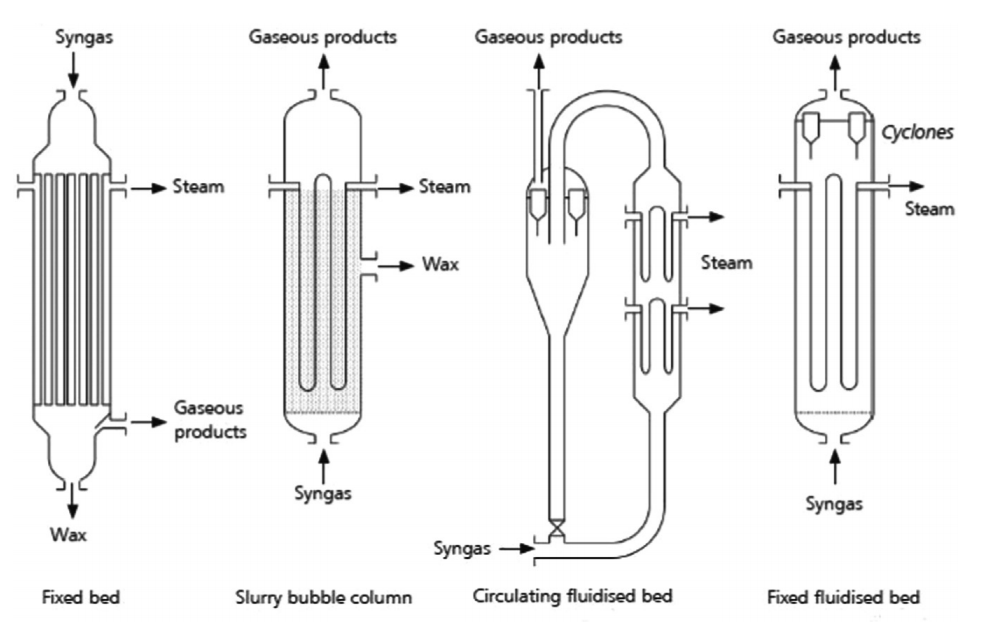 Syngas
Steam
Gaseous
products
Wax
Fixed bed
Gaseous products
Steam
Wax
Syngas
Slurry bubble column
Gaseous products
Steam
Syngas
Circulating fluidised bed
Gaseous products
Cyclones
Steam
Syngas
Fixed fluidised bed